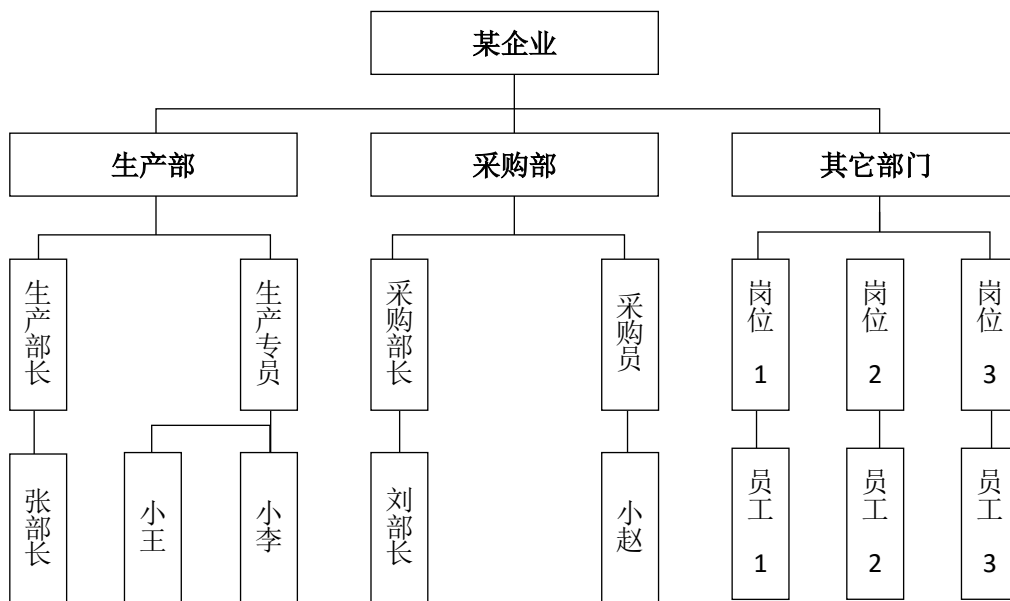 某企业
生产部
采购部
其它部门
生产部长
生产专员
采购部长
采购员
岗位1
岗位2
岗位3
张部长
小王
小李
刘部长
小赵
员工1
员工2
员工3